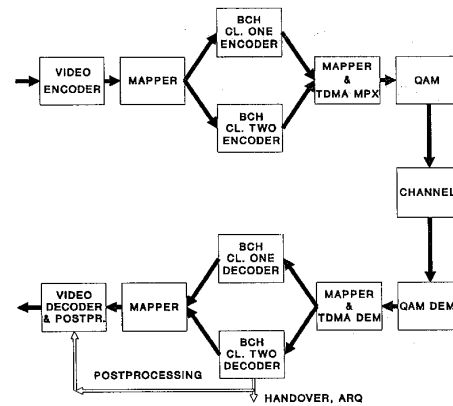 VIDEO
ENCODER
MAPPER
BCH
CL. ONE
ENCODER
BCH
CL. TWO
ENCODER
MAPPER
&
TDMA MPX
QAM
CHANNEL
QAM DEM
MAPPER
&
TDMA DEM
BCH
CL. ONE
DECODER
BCH
CL. TWO
DECODER
MAPPER
VIDEO
DECODER
& POSTPR.
POSTPROCESSING
HANDOVER, ARQ